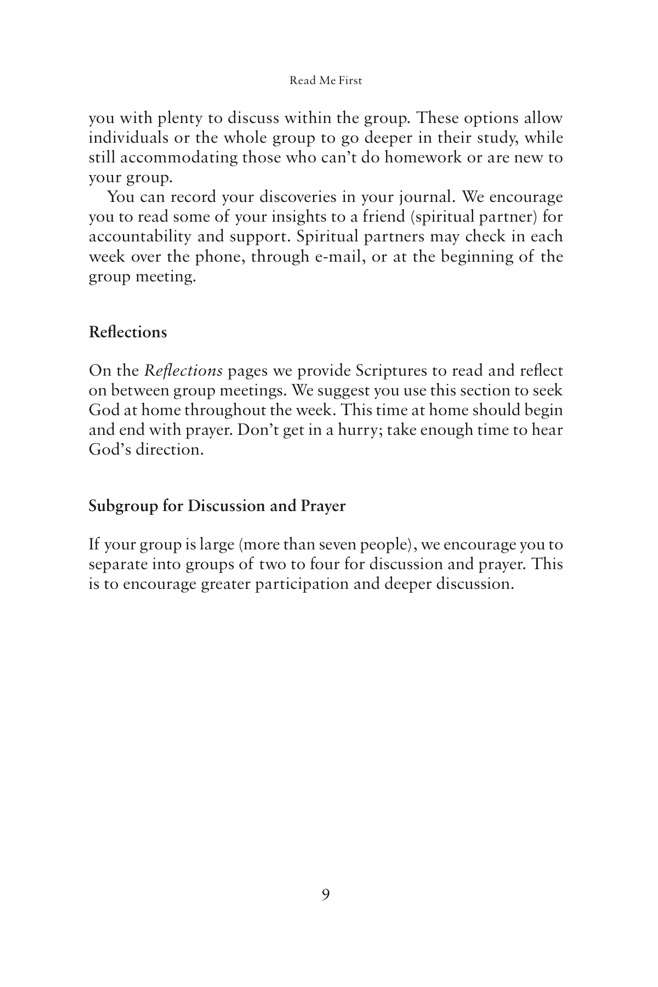 Read Me First
you with plenty to discuss within the group. These options allow
individuals or the whole group to go deeper in their study, while
still accommodating those who can't do homework or are new to
your group.
You can record your discoveries in your journal. We encourage
you to read some of your insights to a friend (spiritual partner) for
accountability and support. Spiritual partners may check in each
week over the phone, through e-mail, or at the beginning of the
group meeting.
Reflections
On the Reflections pages we provide Scriptures to read and reflect
on between group meetings. We suggest you use this section to seek
God at home throughout the week. This time at home should begin
and end with prayer. Don't get in a hurry; take enough time to hear
God's direction.
Subgroup for Discussion and Prayer
If your group is large (more than seven people), we encourage you to
separate into groups of two to four for discussion and prayer. This
is to encourage greater participation and deeper discussion.
9